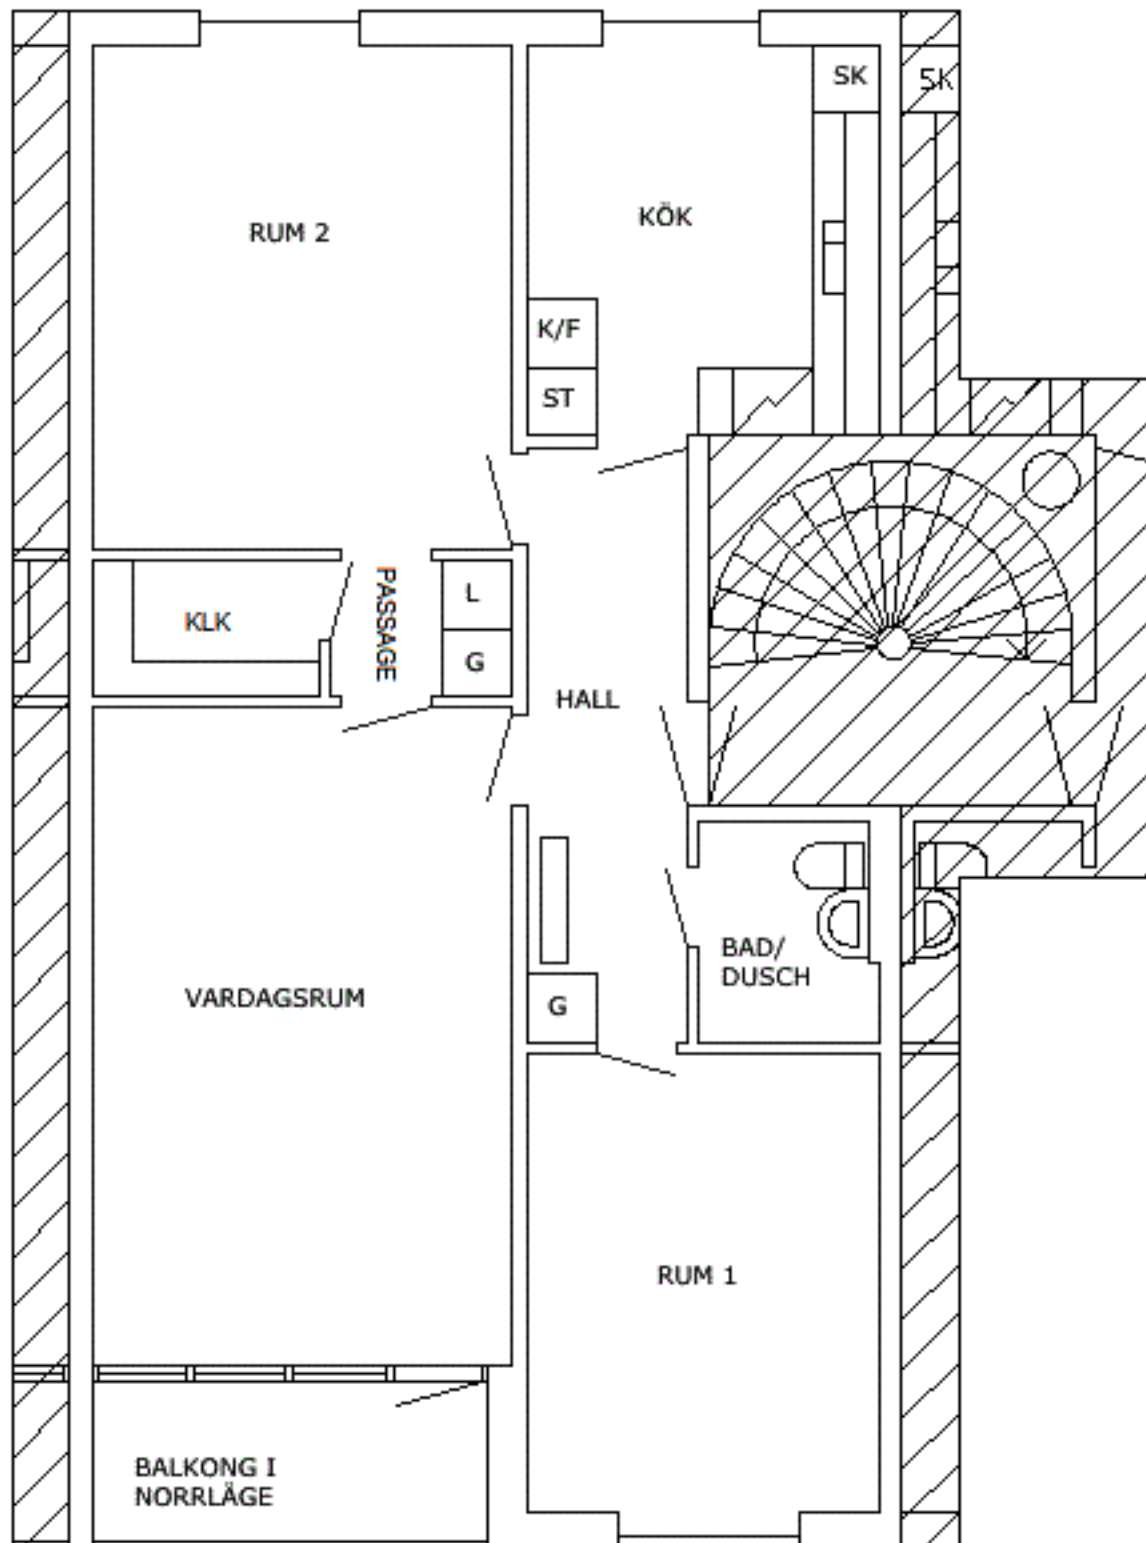 SK
SK
KÖK
RUM 2
K/F
ST
PASSAGE
L
KLK
G
HALL
BAD/
DUSCH
VARDAGSRUM
G
RUM 1
BALKONG I
NORRLÄGE